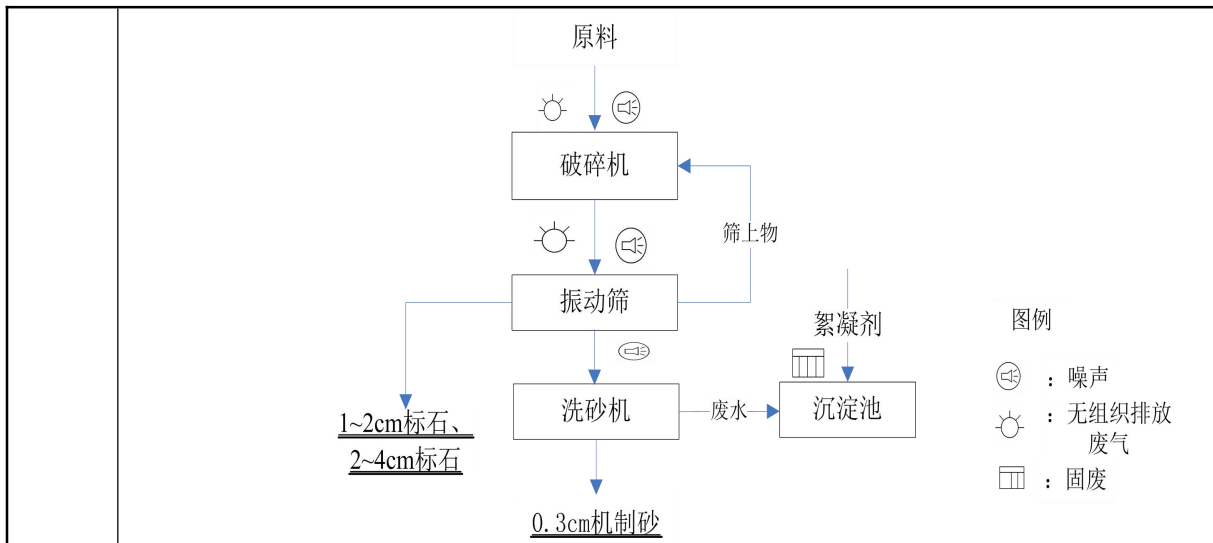 原料
破碎机
筛上物
振动筛
絮凝剂
图例
：噪声
洗砂机
废水
沉淀池
：无组织排放
废气
1~2cm标石、
2~4cm标石
：固废
0.3cm机制砂